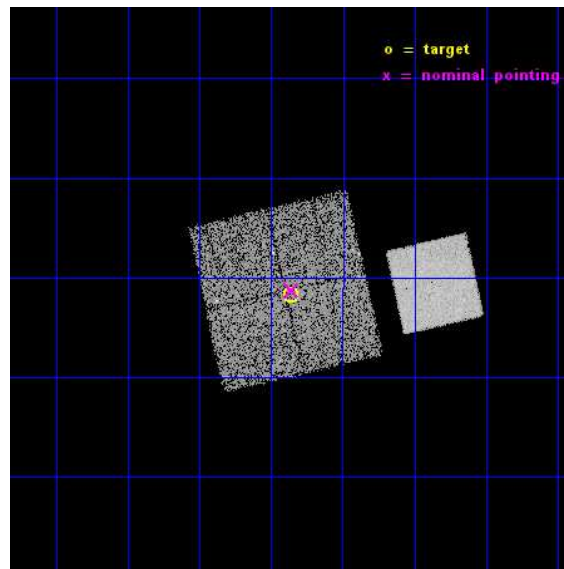 o = target
x = nominal pointing